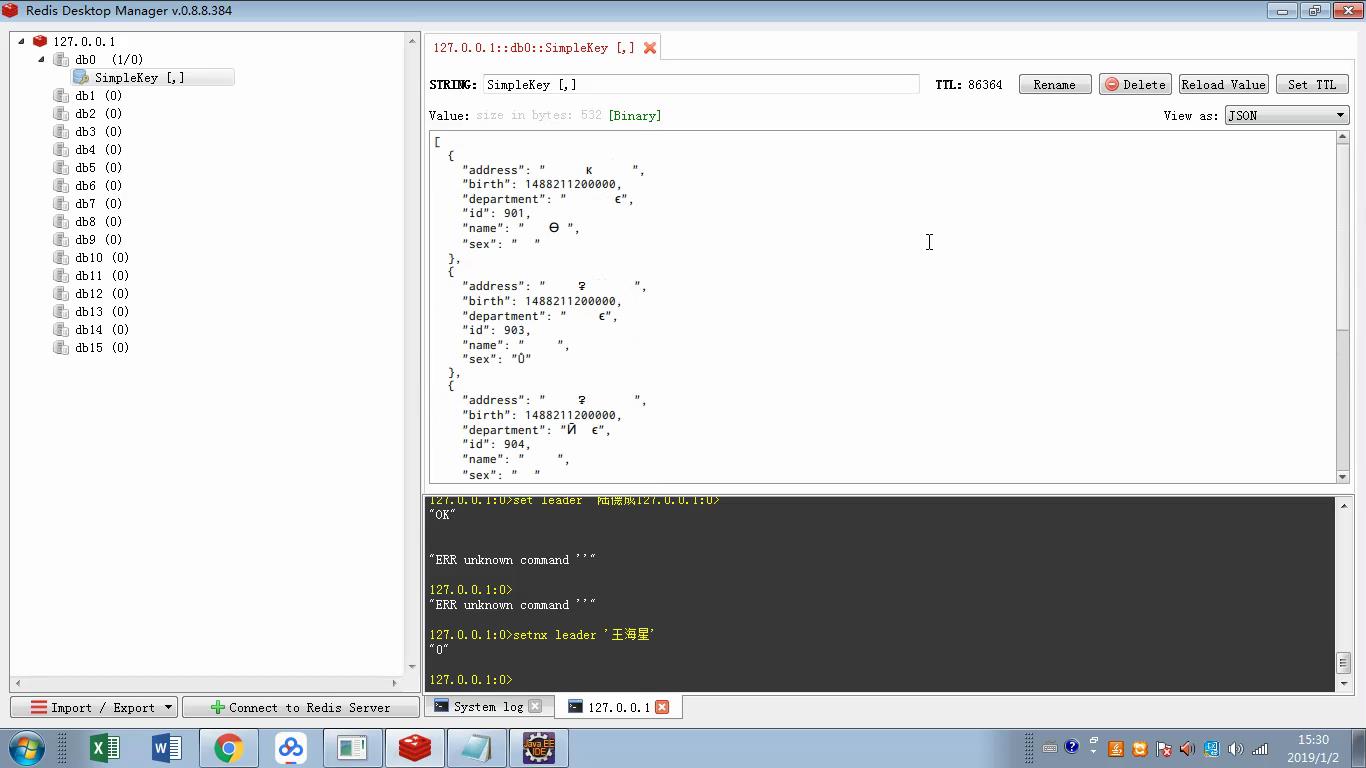 Redis Desktop Manager v.0.8.8.384
127.0.0.1
db0 (1/0)
SimpleKey [,]
db1 (0)
db2 (0)
db3 (0)
db4 (0)
db5 (0)
db6 (0)
db7 (0)
db8 (0)
db9 (0)
db10 (0)
db11 (0)
db12 (0)
db13 (0)
db14 (0)
db15 (0)
Import / Export
Connect to Redis Server
127.0.0.1::db0::SimpleKey [,]
STRING: SimpleKey [,] TTL: 86364 Rename Delete Reload Value Set TTL
Value: size in bytes: 532 [Binary] View as: JSON
[
{
"address": " к ",
"birth": 1488211200000,
"department": " є",
"id": 901,
"name": " Ө ",
"sex": " "
},
{
"address": " ",
"birth": 1488211200000,
"department": " є",
"id": 903,
"name": " ",
"sex": "Û"
},
{
"address": " ",
"birth": 1488211200000,
"department": "Й є",
"id": 904,
"name": " ",
"sex": " "
127.0.0.1:0>set leader '陆德成127.0.0.1:0>
"OK"
"ERR unknown command ''"
127.0.0.1:0>
"ERR unknown command ''"
127.0.0.1:0>setnx leader '王海星'
"0"
127.0.0.1:0>
System log
127.0.0.1
Java EE
IDE
15:30
2019/1/2